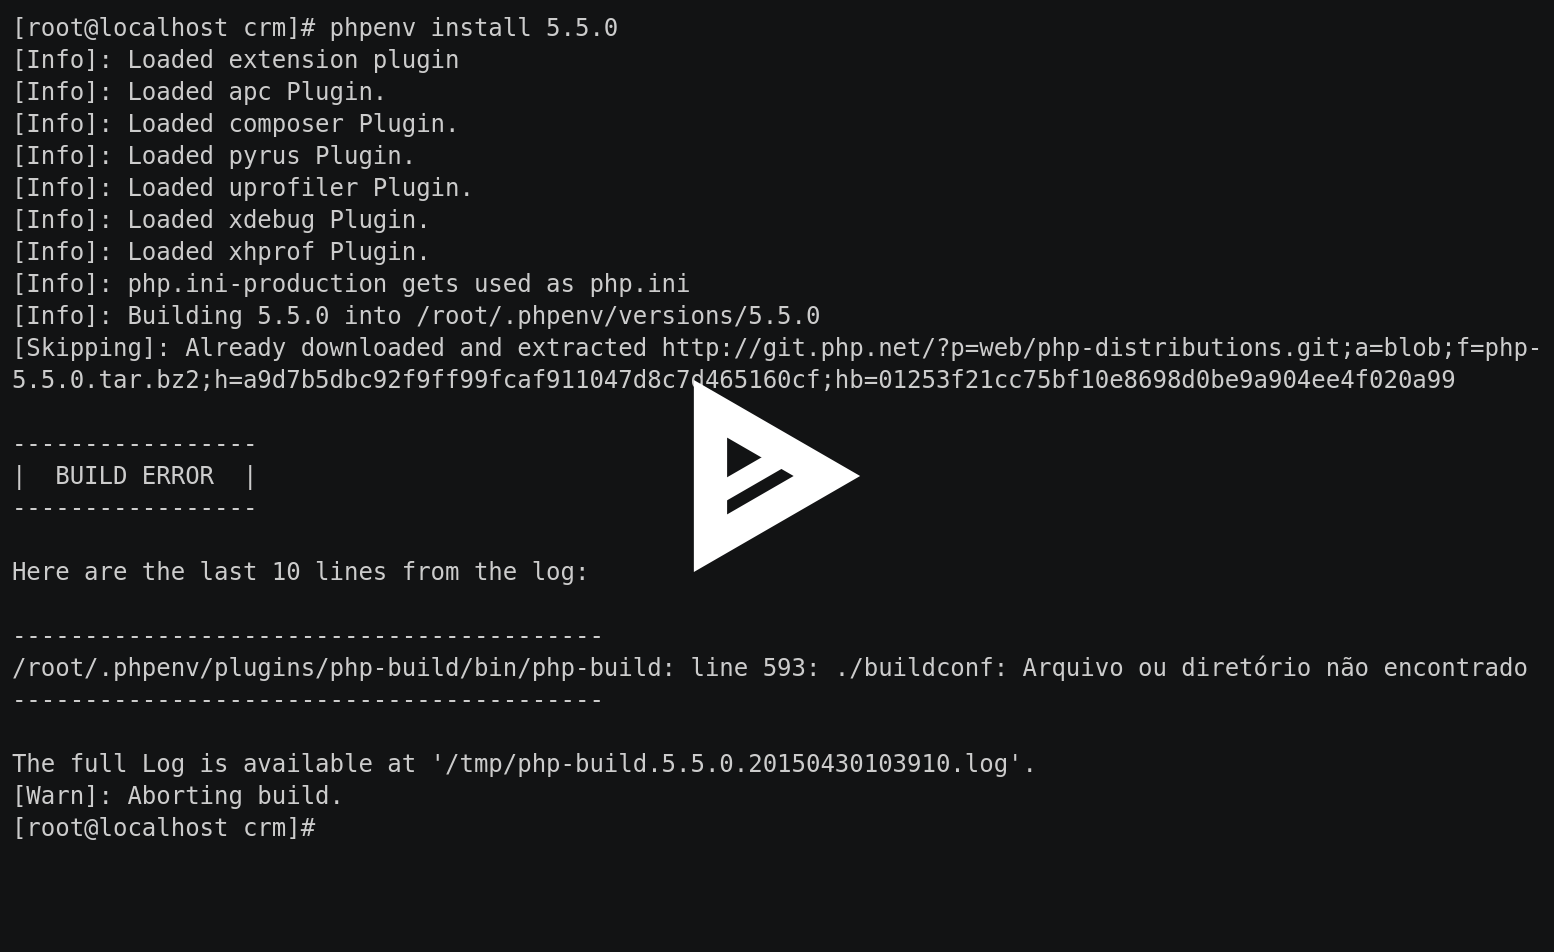 [root@localhost crm]# phpenv install 5.5.0
[Info]: Loaded extension plugin
[Info]: Loaded apc Plugin.
[Info]: Loaded composer Plugin.
[Info]: Loaded pyrus Plugin.
[Info]: Loaded uprofiler Plugin.
[Info]: Loaded xdebug Plugin.
[Info]: Loaded xhprof Plugin.
[Info]: php.ini-production gets used as php.ini
[Info]: Building 5.5.0 into /root/.phpenv/versions/5.5.0
[Skipping]: Already downloaded and extracted http://git.php.net/?p=web/php-distributions.git;a=blob;f=php-
5.5.0.tar.bz2;h=a9d7b5dbc92f9ff99fcaf911047d8c7d465160cf;hb=01253f21cc75bf10e8698d0be9a904ee4f020a99
-----------------
|  BUILD ERROR  |
-----------------
Here are the last 10 lines from the log:
-----------------------------------------
/root/.phpenv/plugins/php-build/bin/php-build: line 593: ./buildconf: Arquivo ou diretório não encontrado
-----------------------------------------
The full Log is available at '/tmp/php-build.5.5.0.20150430103910.log'.
[Warn]: Aborting build.
[root@localhost crm]#